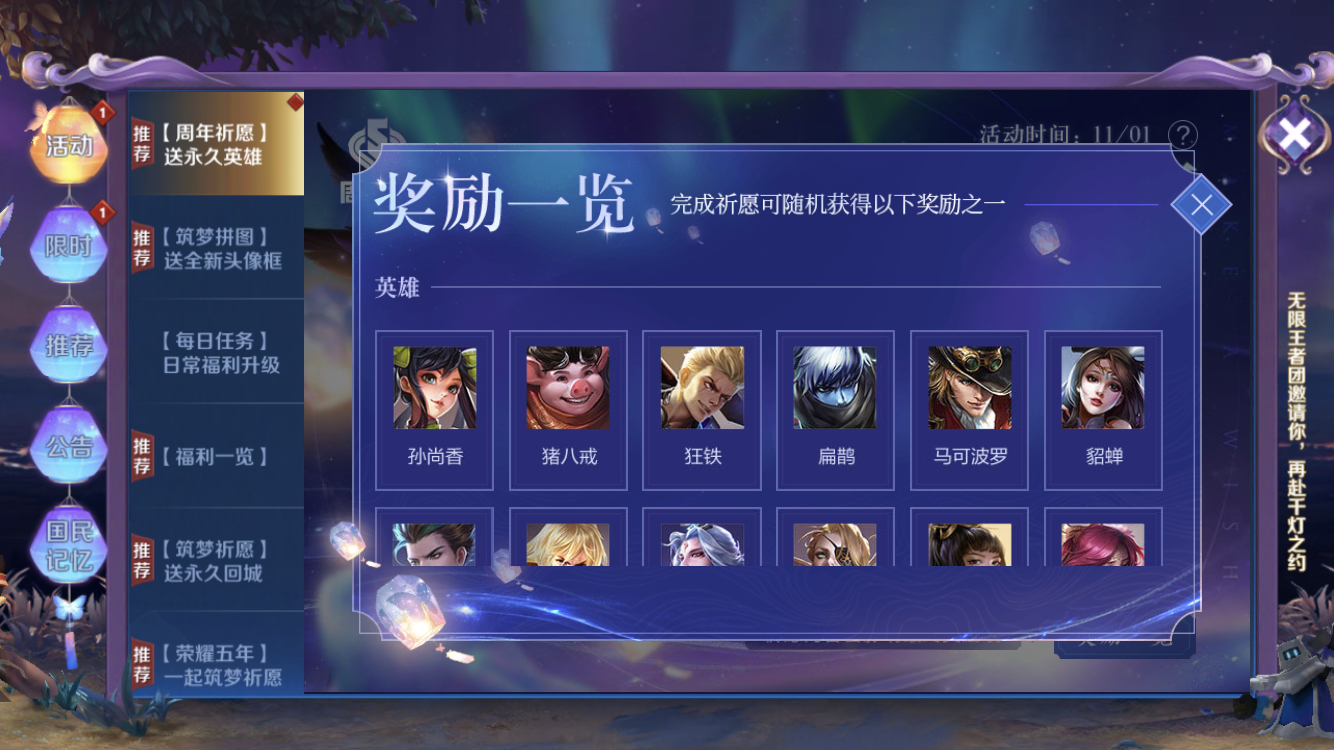 活动
1
限时
1
推荐
公告
国民
记忆
推荐
【周年祈愿】
送永久英雄
推荐
【筑梦拼图】
送全新头像框
【每日任务】
日常福利升级
推荐
【福利一览】
推荐
【筑梦祈愿】
送永久回城
推荐
【荣耀五年】
一起筑梦祈愿
活动时间：11/01
?
奖励一览
完成祈愿可随机获得以下奖励之一
英雄
孙尚香
猪八戒
狂铁
扁鹊
马可波罗
貂蝉
无限王者团邀请你，再赴千灯之约